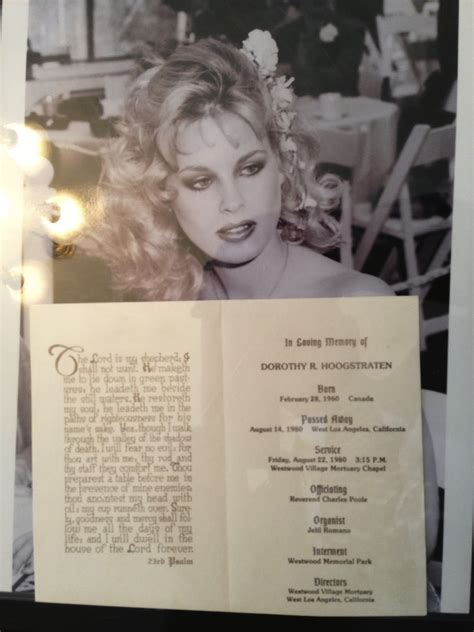 The Lord is my shepherd; I
shall not want. He maketh
me to lie down in green past-
ures: he leadeth me beside
the still waters. He restoreth
my soul: he leadeth me in the
paths of righteousness for his
name's sake. Yea, though I walk
through the valley of the shadow
of death, I will fear no evil: for
thou art with me; thy rod and
thy staff they comfort me. Thou
preparest a table before me in
the presence of mine enemies:
thou anointest my head with
oil; my cup runneth over. Sure-
ly, goodness and mercy shall fol-
low me all the days of my
life: and I will dwell in the
house of the Lord forever.
23rd Psalm
In Loving Memory of
DOROTHY R. HOOGSTRATEN
Born
February 28, 1960 Canada
Passed Away
August 14, 1980 West Los Angeles, California
Service
Friday, August 22, 1980 3:15 P.M.
Westwood Village Mortuary Chapel
Officiating
Reverend Charles Poole
Organist
Jelil Romano
Interment
Westwood Memorial Park
Directors
Westwood Village Mortuary
West Los Angeles, California